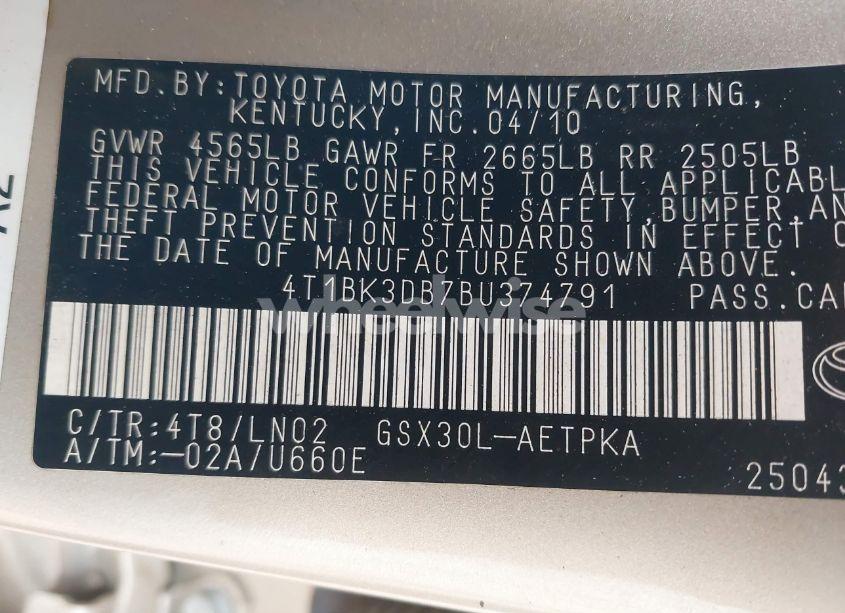 MFD. BY: TOYOTA MOTOR MANUFACTURING,
KENTUCKY, INC. 04/10
GVWR 4565LB GAWR FR 2665LB RR 2505LB
THIS VEHICLE CONFORMS TO ALL APPLICABL
FEDERAL MOTOR VEHICLE SAFETY, BUMPER, AN
THEFT PREVENTION STANDARDS IN EFFECT O
THE DATE OF MANUFACTURE SHOWN ABOVE.
4T1BK3DB7BU374791 PASS. CA
wheelwise
C/TR: 4T8/LN02 GSX30L-AETPKA
A/TM: -02A/U660E
25043